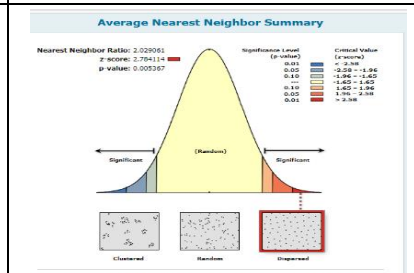 Average Nearest Neighbor Summary
Nearest Neighbor Ratio: 2.029061
z-score: 2.784114
p-value: 0.005367
Significance Level (p-value) Critical Value (z-score)
0.01 < -2.58
0.05 -2.58 - -1.96
0.10 -1.96 - -1.65
--- -1.65 - 1.65
0.10 1.65 - 1.96
0.05 1.96 - 2.58
0.01 > 2.58
Significant (Random) Significant
Clustered Random Dispersed